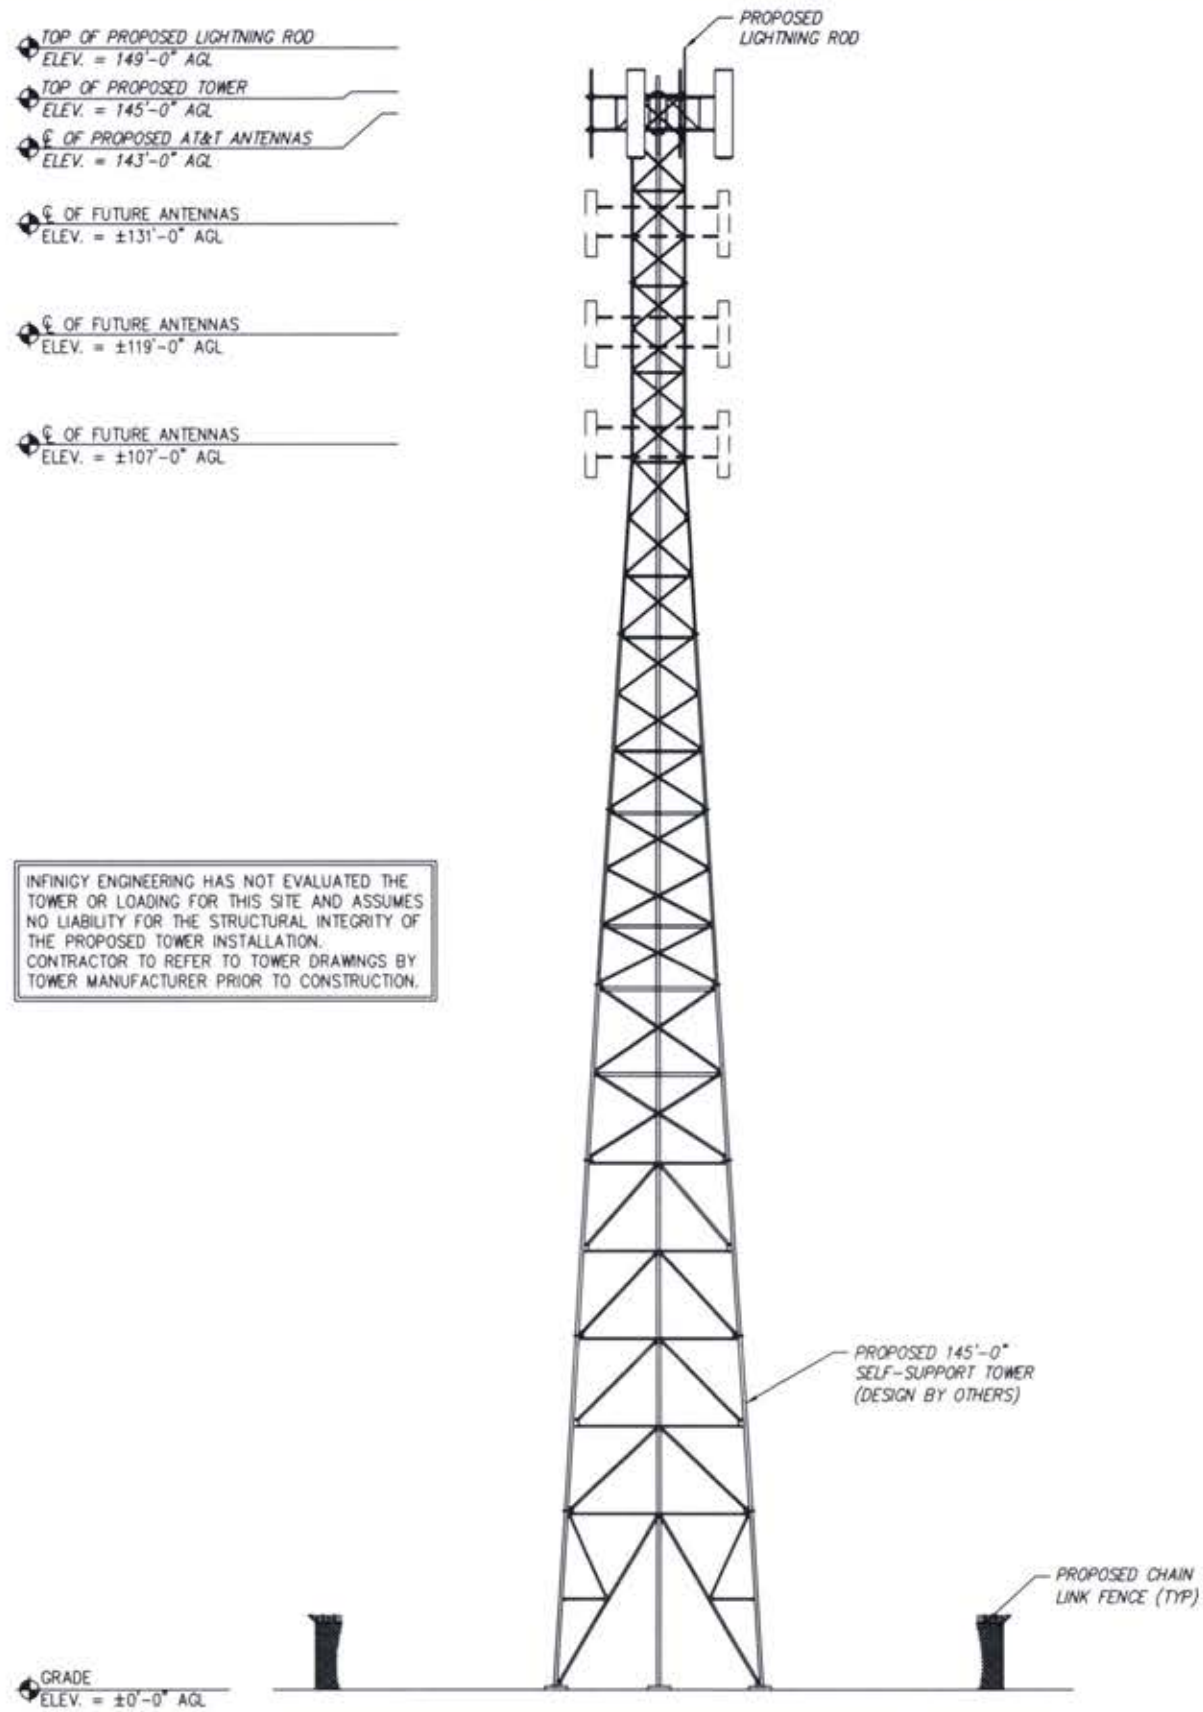 TOP OF PROPOSED LIGHTNING ROD
ELEV. = 149'-0" AGL
TOP OF PROPOSED TOWER
ELEV. = 145'-0" AGL
℄ OF PROPOSED AT&T ANTENNAS
ELEV. = 143'-0" AGL
℄ OF FUTURE ANTENNAS
ELEV. = ±131'-0" AGL
℄ OF FUTURE ANTENNAS
ELEV. = ±119'-0" AGL
℄ OF FUTURE ANTENNAS
ELEV. = ±107'-0" AGL
PROPOSED
LIGHTNING ROD
INFINIGY ENGINEERING HAS NOT EVALUATED THE
TOWER OR LOADING FOR THIS SITE AND ASSUMES
NO LIABILITY FOR THE STRUCTURAL INTEGRITY OF
THE PROPOSED TOWER INSTALLATION.
CONTRACTOR TO REFER TO TOWER DRAWINGS BY
TOWER MANUFACTURER PRIOR TO CONSTRUCTION.
PROPOSED 145'-0"
SELF-SUPPORT TOWER
(DESIGN BY OTHERS)
PROPOSED CHAIN
LINK FENCE (TYP)
GRADE
ELEV. = ±0'-0" AGL